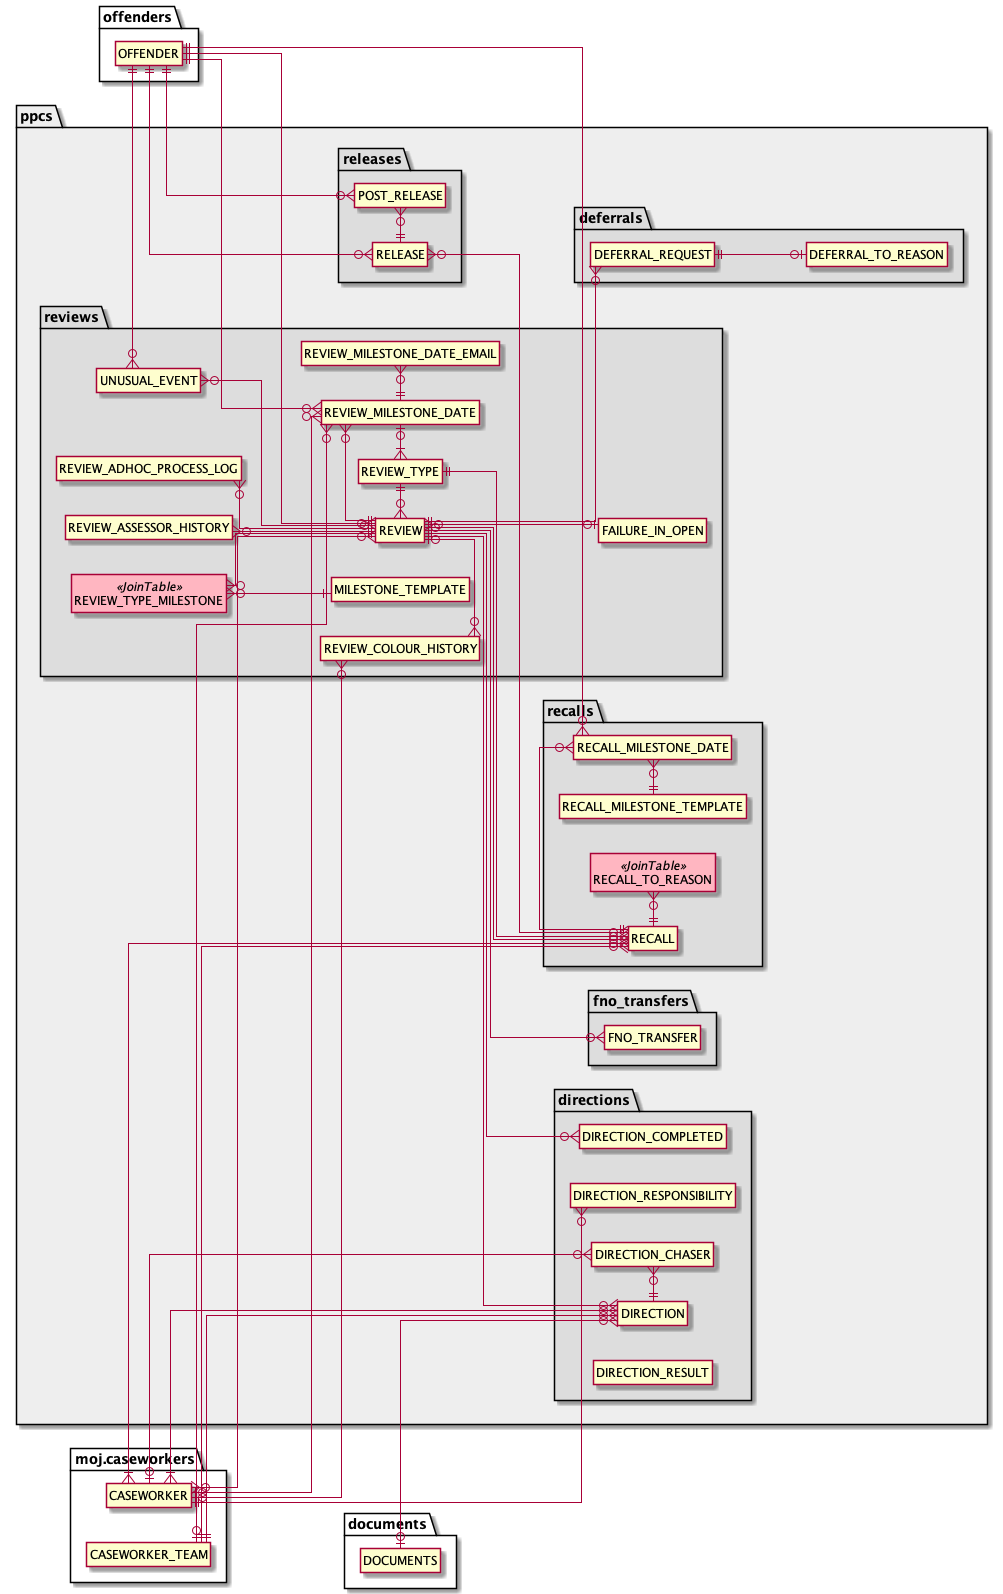 offenders
OFFENDER
ppcs
releases
POST_RELEASE
RELEASE
deferrals
DEFERRAL_REQUEST
DEFERRAL_TO_REASON
reviews
REVIEW_MILESTONE_DATE_EMAIL
UNUSUAL_EVENT
REVIEW_MILESTONE_DATE
REVIEW_ADHOC_PROCESS_LOG
REVIEW_TYPE
REVIEW_ASSESSOR_HISTORY
REVIEW
FAILURE_IN_OPEN
«JoinTable»
REVIEW_TYPE_MILESTONE
MILESTONE_TEMPLATE
REVIEW_COLOUR_HISTORY
recalls
RECALL_MILESTONE_DATE
RECALL_MILESTONE_TEMPLATE
«JoinTable»
RECALL_TO_REASON
RECALL
fno_transfers
FNO_TRANSFER
directions
DIRECTION_COMPLETED
DIRECTION_RESPONSIBILITY
DIRECTION_CHASER
DIRECTION
DIRECTION_RESULT
moj.caseworkers
CASEWORKER
CASEWORKER_TEAM
documents
DOCUMENTS